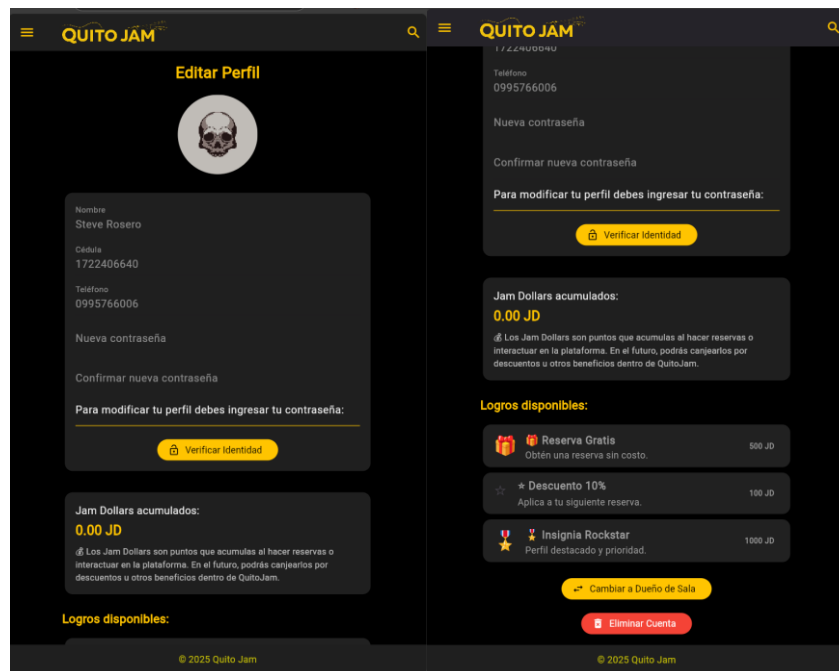 QUITO JAM
Editar Perfil
Nombre
Steve Rosero
Cédula
1722406640
Teléfono
0995766006
Nueva contraseña
Confirmar nueva contraseña
Para modificar tu perfil debes ingresar tu contraseña:
Verificar Identidad
Jam Dollars acumulados:
0.00 JD
💰 Los Jam Dollars son puntos que acumulas al hacer reservas o
interactuar en la plataforma. En el futuro, podrás canjearlos por
descuentos u otros beneficios dentro de QuitoJam.
Logros disponibles:
© 2025 Quito Jam
QUITO JAM
1722406640
Teléfono
0995766006
Nueva contraseña
Confirmar nueva contraseña
Para modificar tu perfil debes ingresar tu contraseña:
Verificar Identidad
Jam Dollars acumulados:
0.00 JD
💰 Los Jam Dollars son puntos que acumulas al hacer reservas o
interactuar en la plataforma. En el futuro, podrás canjearlos por
descuentos u otros beneficios dentro de QuitoJam.
Logros disponibles:
🎁 🎁 Reserva Gratis 500 JD
Obtén una reserva sin costo.
☆ ⭐ Descuento 10% 100 JD
Aplica a tu siguiente reserva.
🎖 🎖 Insignia Rockstar 1000 JD
Perfil destacado y prioridad.
Cambiar a Dueño de Sala
Eliminar Cuenta
© 2025 Quito Jam